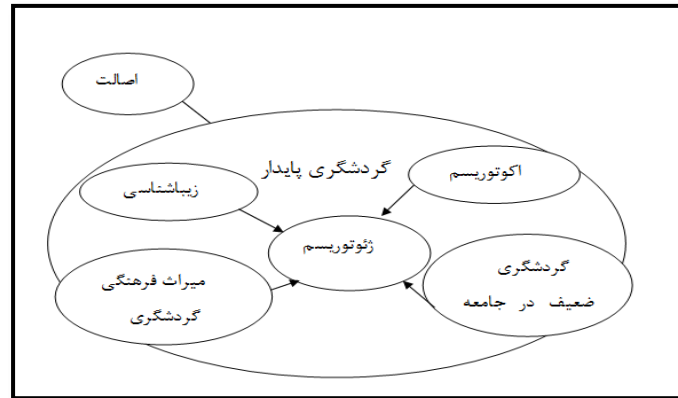 اصالت
گردشگری پایدار
اکوتوریسم
زیباشناسی
ژئوتوریسم
گردشگری
ضعیف در جامعه
میراث فرهنگی
گردشگری